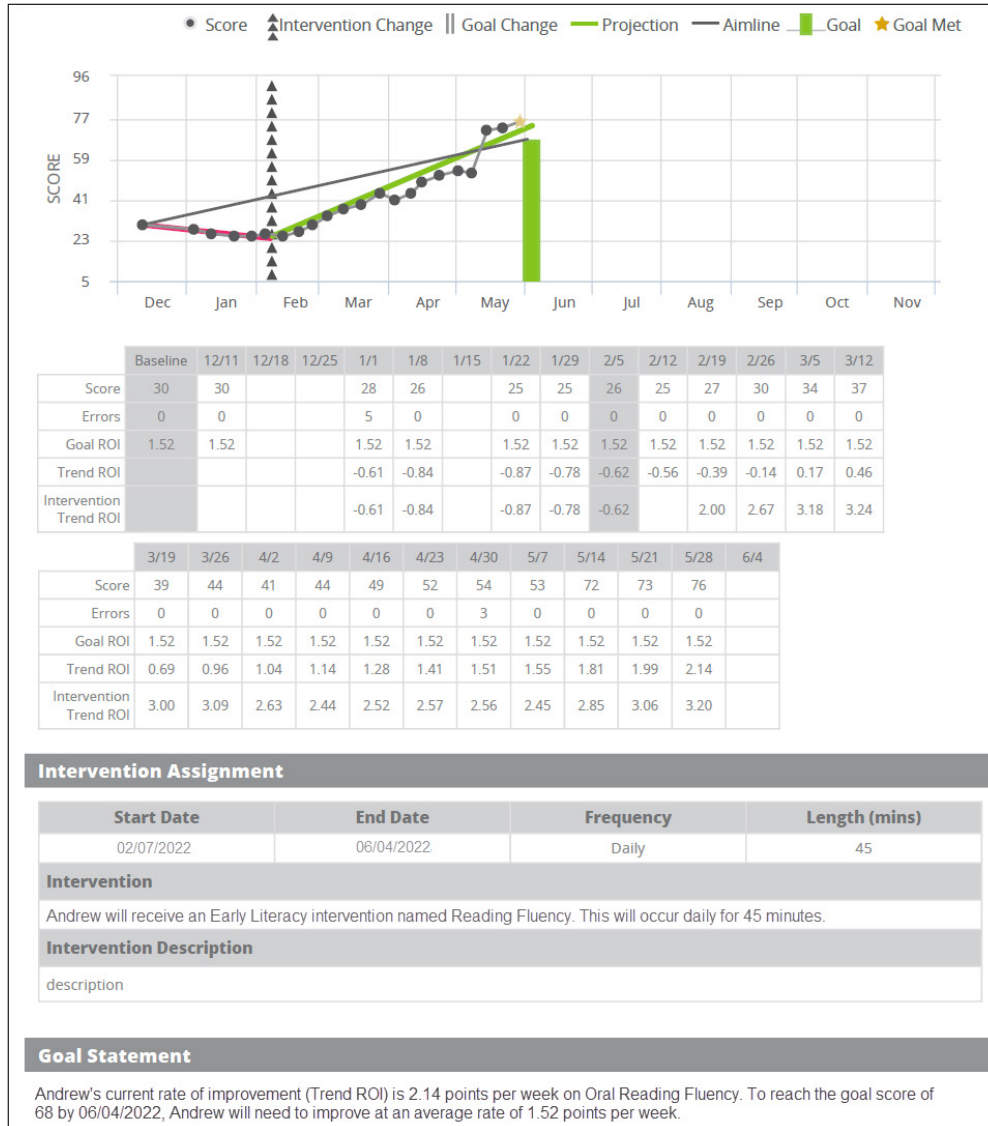 Score Intervention Change Goal Change Projection Aimline Goal Goal Met
96
77
59
41
23
5
SCORE
Dec Jan Feb Mar Apr May Jun Jul Aug Sep Oct Nov
Baseline 12/11 12/18 12/25 1/1 1/8 1/15 1/22 1/29 2/5 2/12 2/19 2/26 3/5 3/12
Score 30 30 28 26 25 25 26 25 27 30 34 37
Errors 0 0 5 0 0 0 0 0 0 0 0 0
Goal ROI 1.52 1.52 1.52 1.52 1.52 1.52 1.52 1.52 1.52 1.52 1.52 1.52
Trend ROI -0.61 -0.84 -0.87 -0.78 -0.62 -0.56 -0.39 -0.14 0.17 0.46
Intervention
Trend ROI -0.61 -0.84 -0.87 -0.78 -0.62 2.00 2.67 3.18 3.24
3/19 3/26 4/2 4/9 4/16 4/23 4/30 5/7 5/14 5/21 5/28 6/4
Score 39 44 41 44 49 52 54 53 72 73 76
Errors 0 0 0 0 0 0 3 0 0 0 0
Goal ROI 1.52 1.52 1.52 1.52 1.52 1.52 1.52 1.52 1.52 1.52 1.52
Trend ROI 0.69 0.96 1.04 1.14 1.28 1.41 1.51 1.55 1.81 1.99 2.14
Intervention
Trend ROI 3.00 3.09 2.63 2.44 2.52 2.57 2.56 2.45 2.85 3.06 3.20
Intervention Assignment
Start Date End Date Frequency Length (mins)
02/07/2022 06/04/2022 Daily 45
Intervention
Andrew will receive an Early Literacy intervention named Reading Fluency. This will occur daily for 45 minutes.
Intervention Description
description
Goal Statement
Andrew's current rate of improvement (Trend ROI) is 2.14 points per week on Oral Reading Fluency. To reach the goal score of
68 by 06/04/2022, Andrew will need to improve at an average rate of 1.52 points per week.